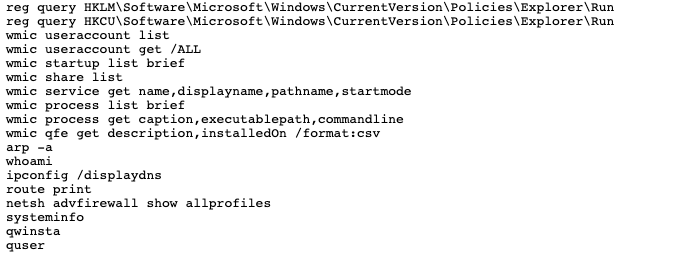 reg query HKLM\Software\Microsoft\Windows\CurrentVersion\Policies\Explorer\Run
reg query HKCU\Software\Microsoft\Windows\CurrentVersion\Policies\Explorer\Run
wmic useraccount list
wmic useraccount get /ALL
wmic startup list brief
wmic share list
wmic service get name,displayname,pathname,startmode
wmic process list brief
wmic process get caption,executablepath,commandline
wmic qfe get description,installedOn /format:csv
arp -a
whoami
ipconfig /displaydns
route print
netsh advfirewall show allprofiles
systeminfo
qwinsta
quser